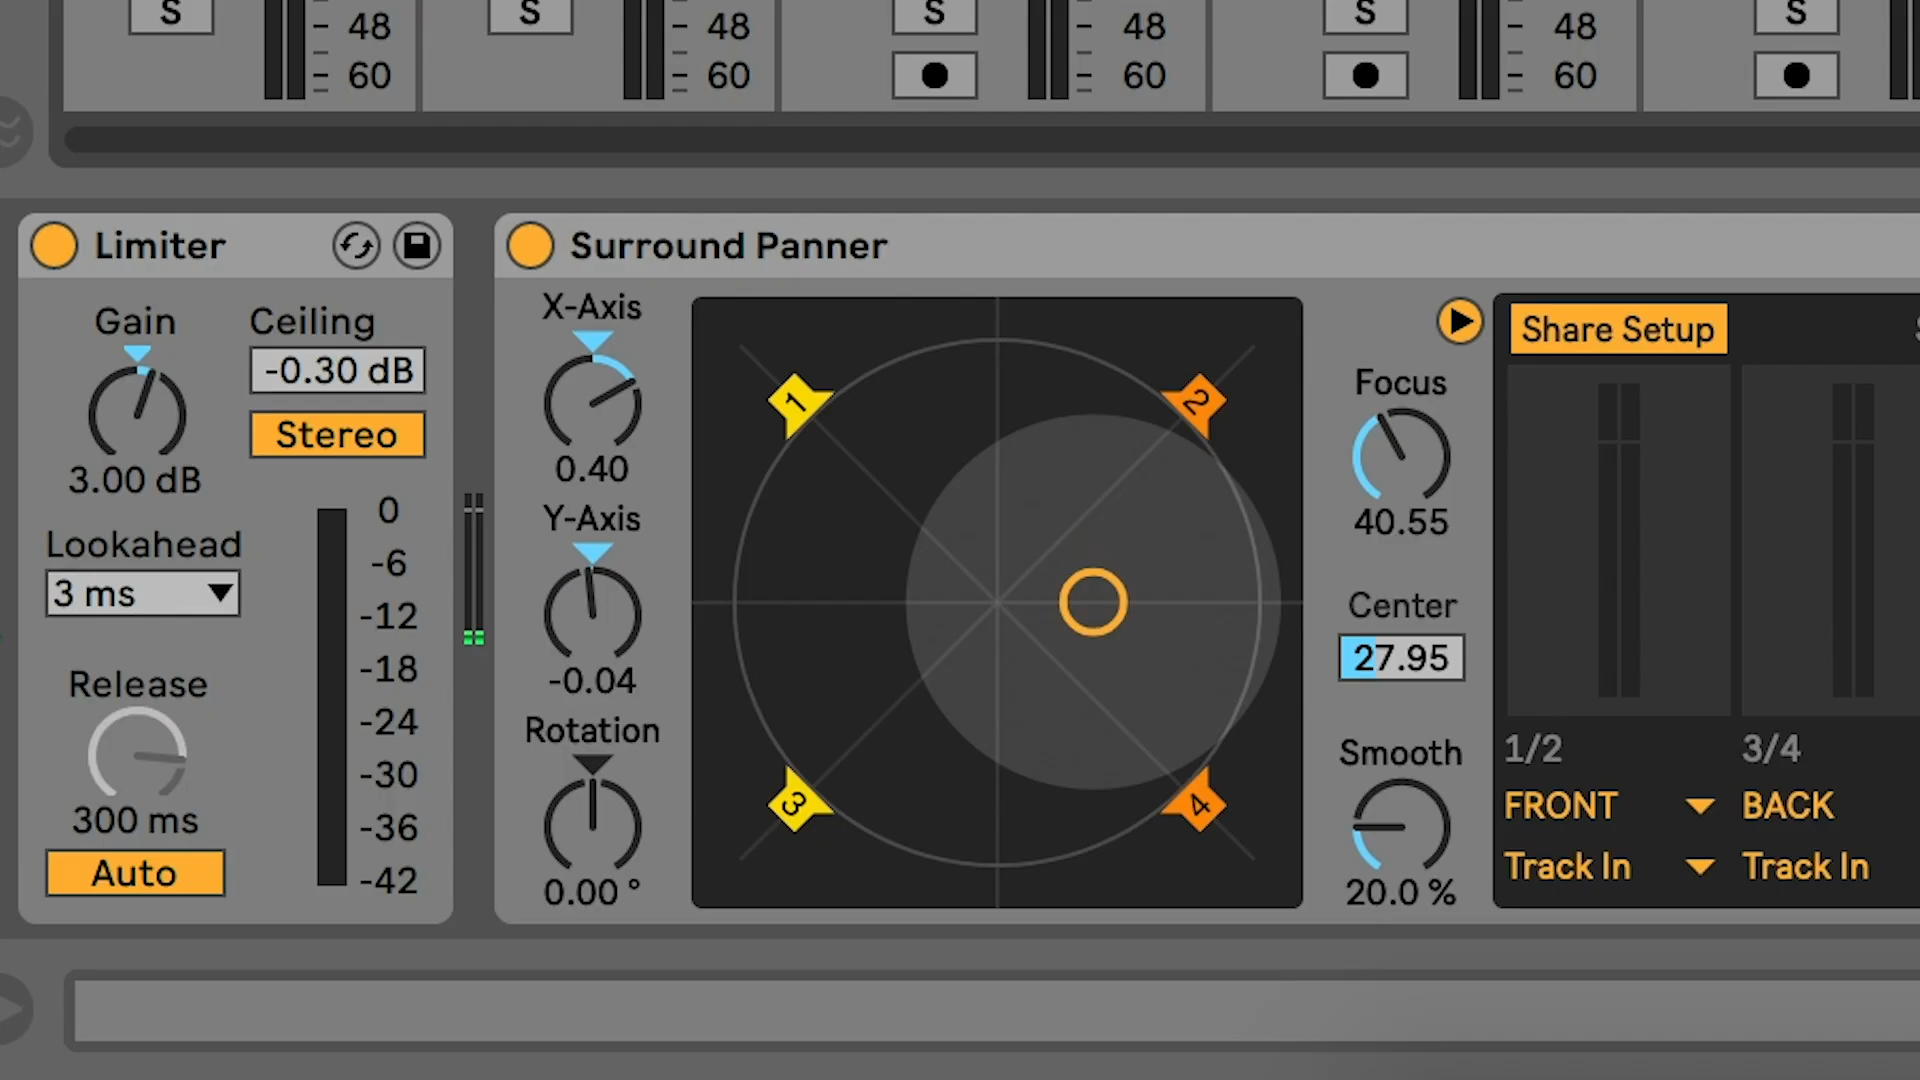 S S S S S
48 48 48 48
60 60 60 60
Limiter
Gain
3.00 dB
Ceiling
-0.30 dB
Stereo
Lookahead
3 ms
Release
300 ms
Auto
0
-6
-12
-18
-24
-30
-36
-42
Surround Panner
X-Axis
0.40
Y-Axis
-0.04
Rotation
0.00 °
1
2
3
4
Focus
40.55
Center
27.95
Smooth
20.0 %
Share Setup
1/2 3/4
FRONT BACK
Track In Track In